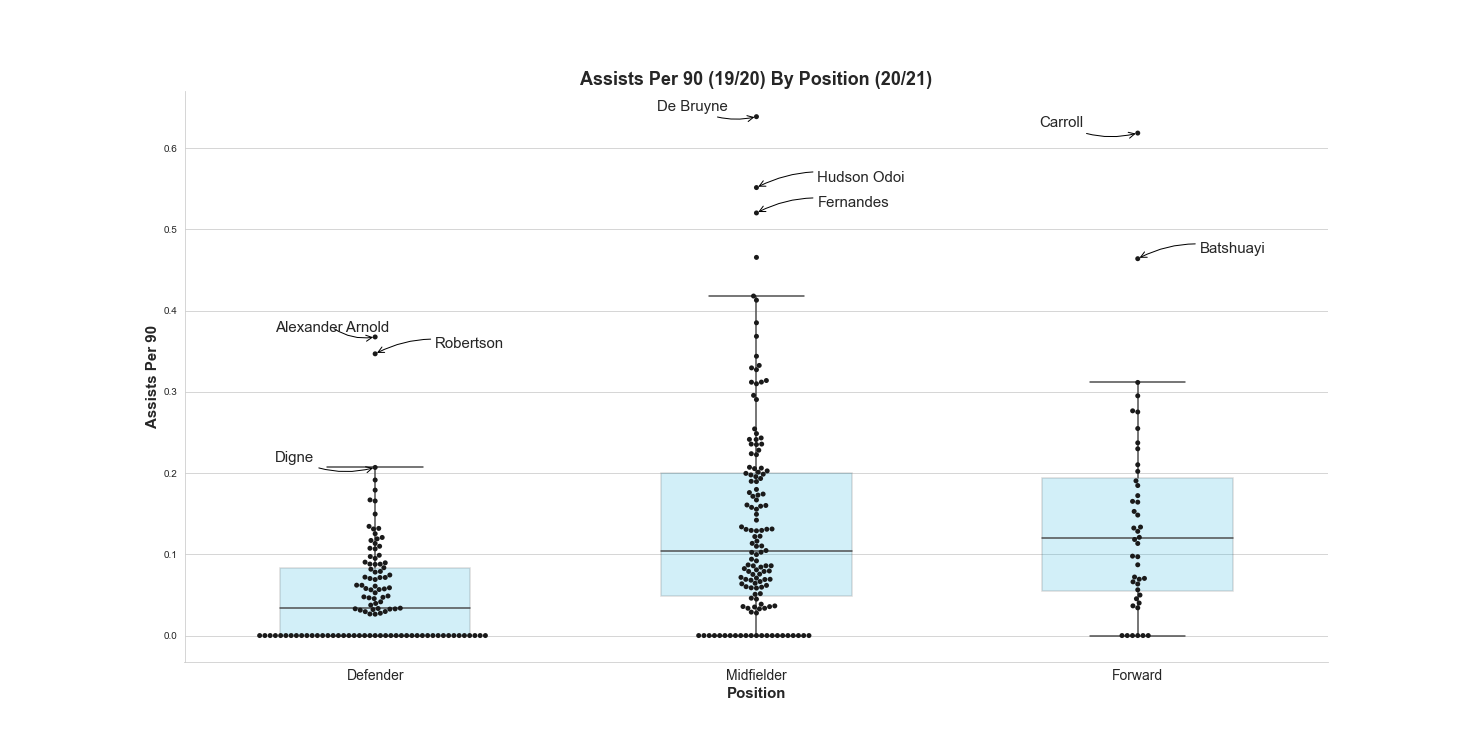 Assists Per 90 (19/20) By Position (20/21)
De Bruyne
Carroll
Hudson Odoi
Fernandes
Batshuayi
Alexander Arnold
Robertson
Digne
Assists Per 90
0.6
0.5
0.4
0.3
0.2
0.1
0.0
Defender
Midfielder
Forward
Position